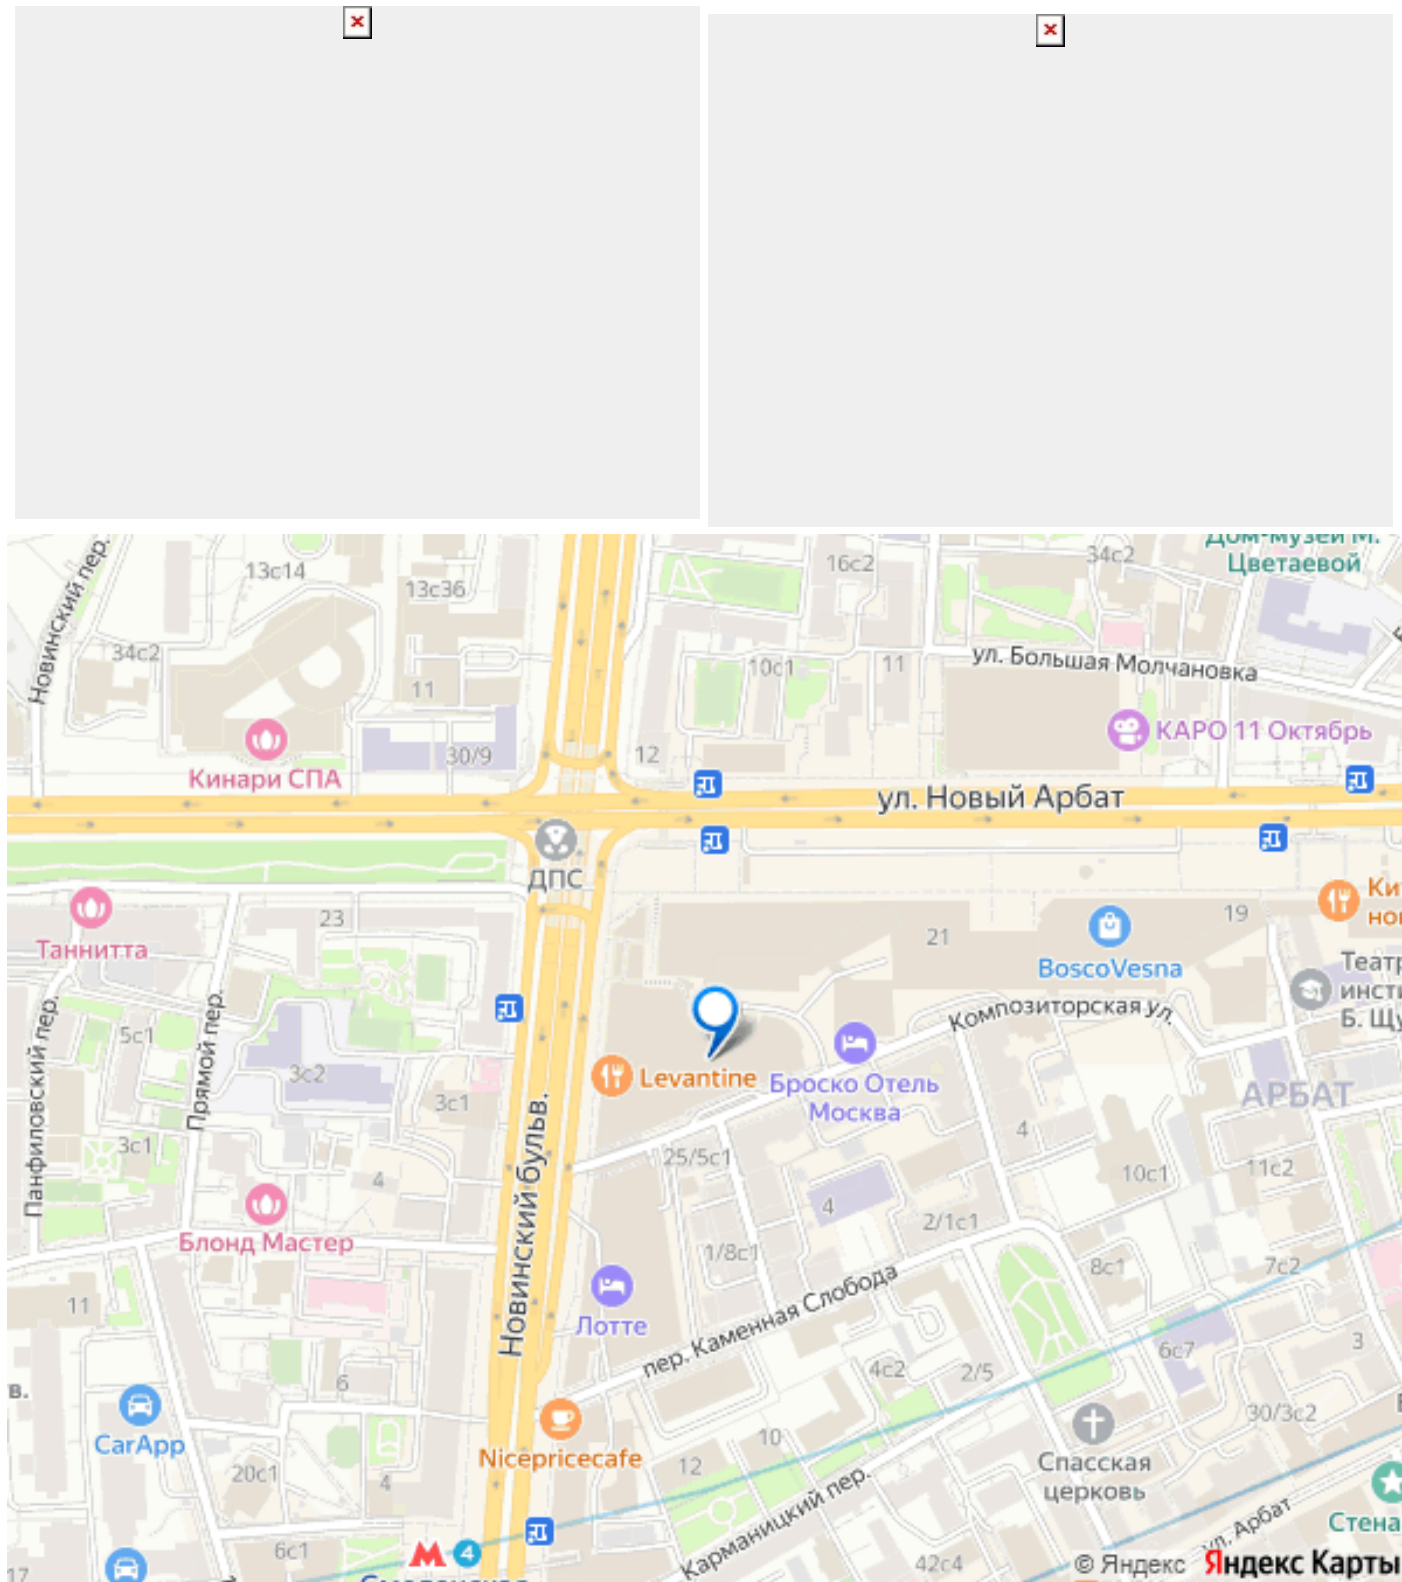 Дом-музей М.
Цветаевой
Новинский пер.
13с14
13с36
16с2
34с2
34с2
10с1
11
ул. Большая Молчановка
11
КАРО 11 Октябрь
30/9
12
Кинари СПА
ул. Новый Арбат
ДПС
Таннитта
23
21
19
BoscoVesna
Панфиловский пер.
Прямой пер.
5с1
3с2
3с1
3с1
Композиторская ул.
Levantine
Броско Отель
Москва
АРБАТ
Новинский бульв.
25/5с1
4
4
4
10с1
11с2
2/1с1
Блонд Мастер
1/8с1
8с1
7с2
11
Лотте
пер. Каменная Слобода
6с7
3
6
4с2
2/5
30/3с2
CarApp
Nicepricecafe
10
12
20с1
4
Спасская
церковь
Карманицкий пер.
ул. Арбат
Стена
6с1
4
42с4
17
© Яндекс
Яндекс Карты